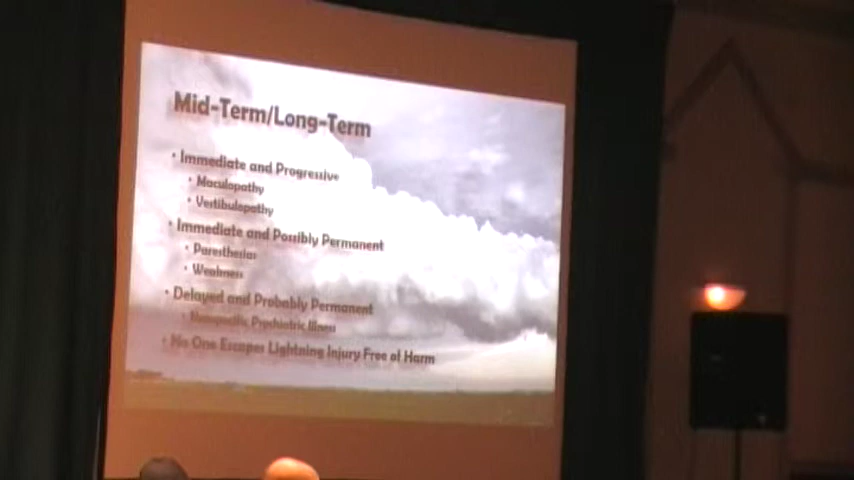 Mid-Term/Long-Term
• Immediate and Progressive
• Maculopathy
• Vestibulopathy
• Immediate and Possibly Permanent
• Paresthesias
• Weakness
• Delayed and Probably Permanent
• Nonspecific Psychiatric Illness
• No One Escapes Lightning Injury Free of Harm